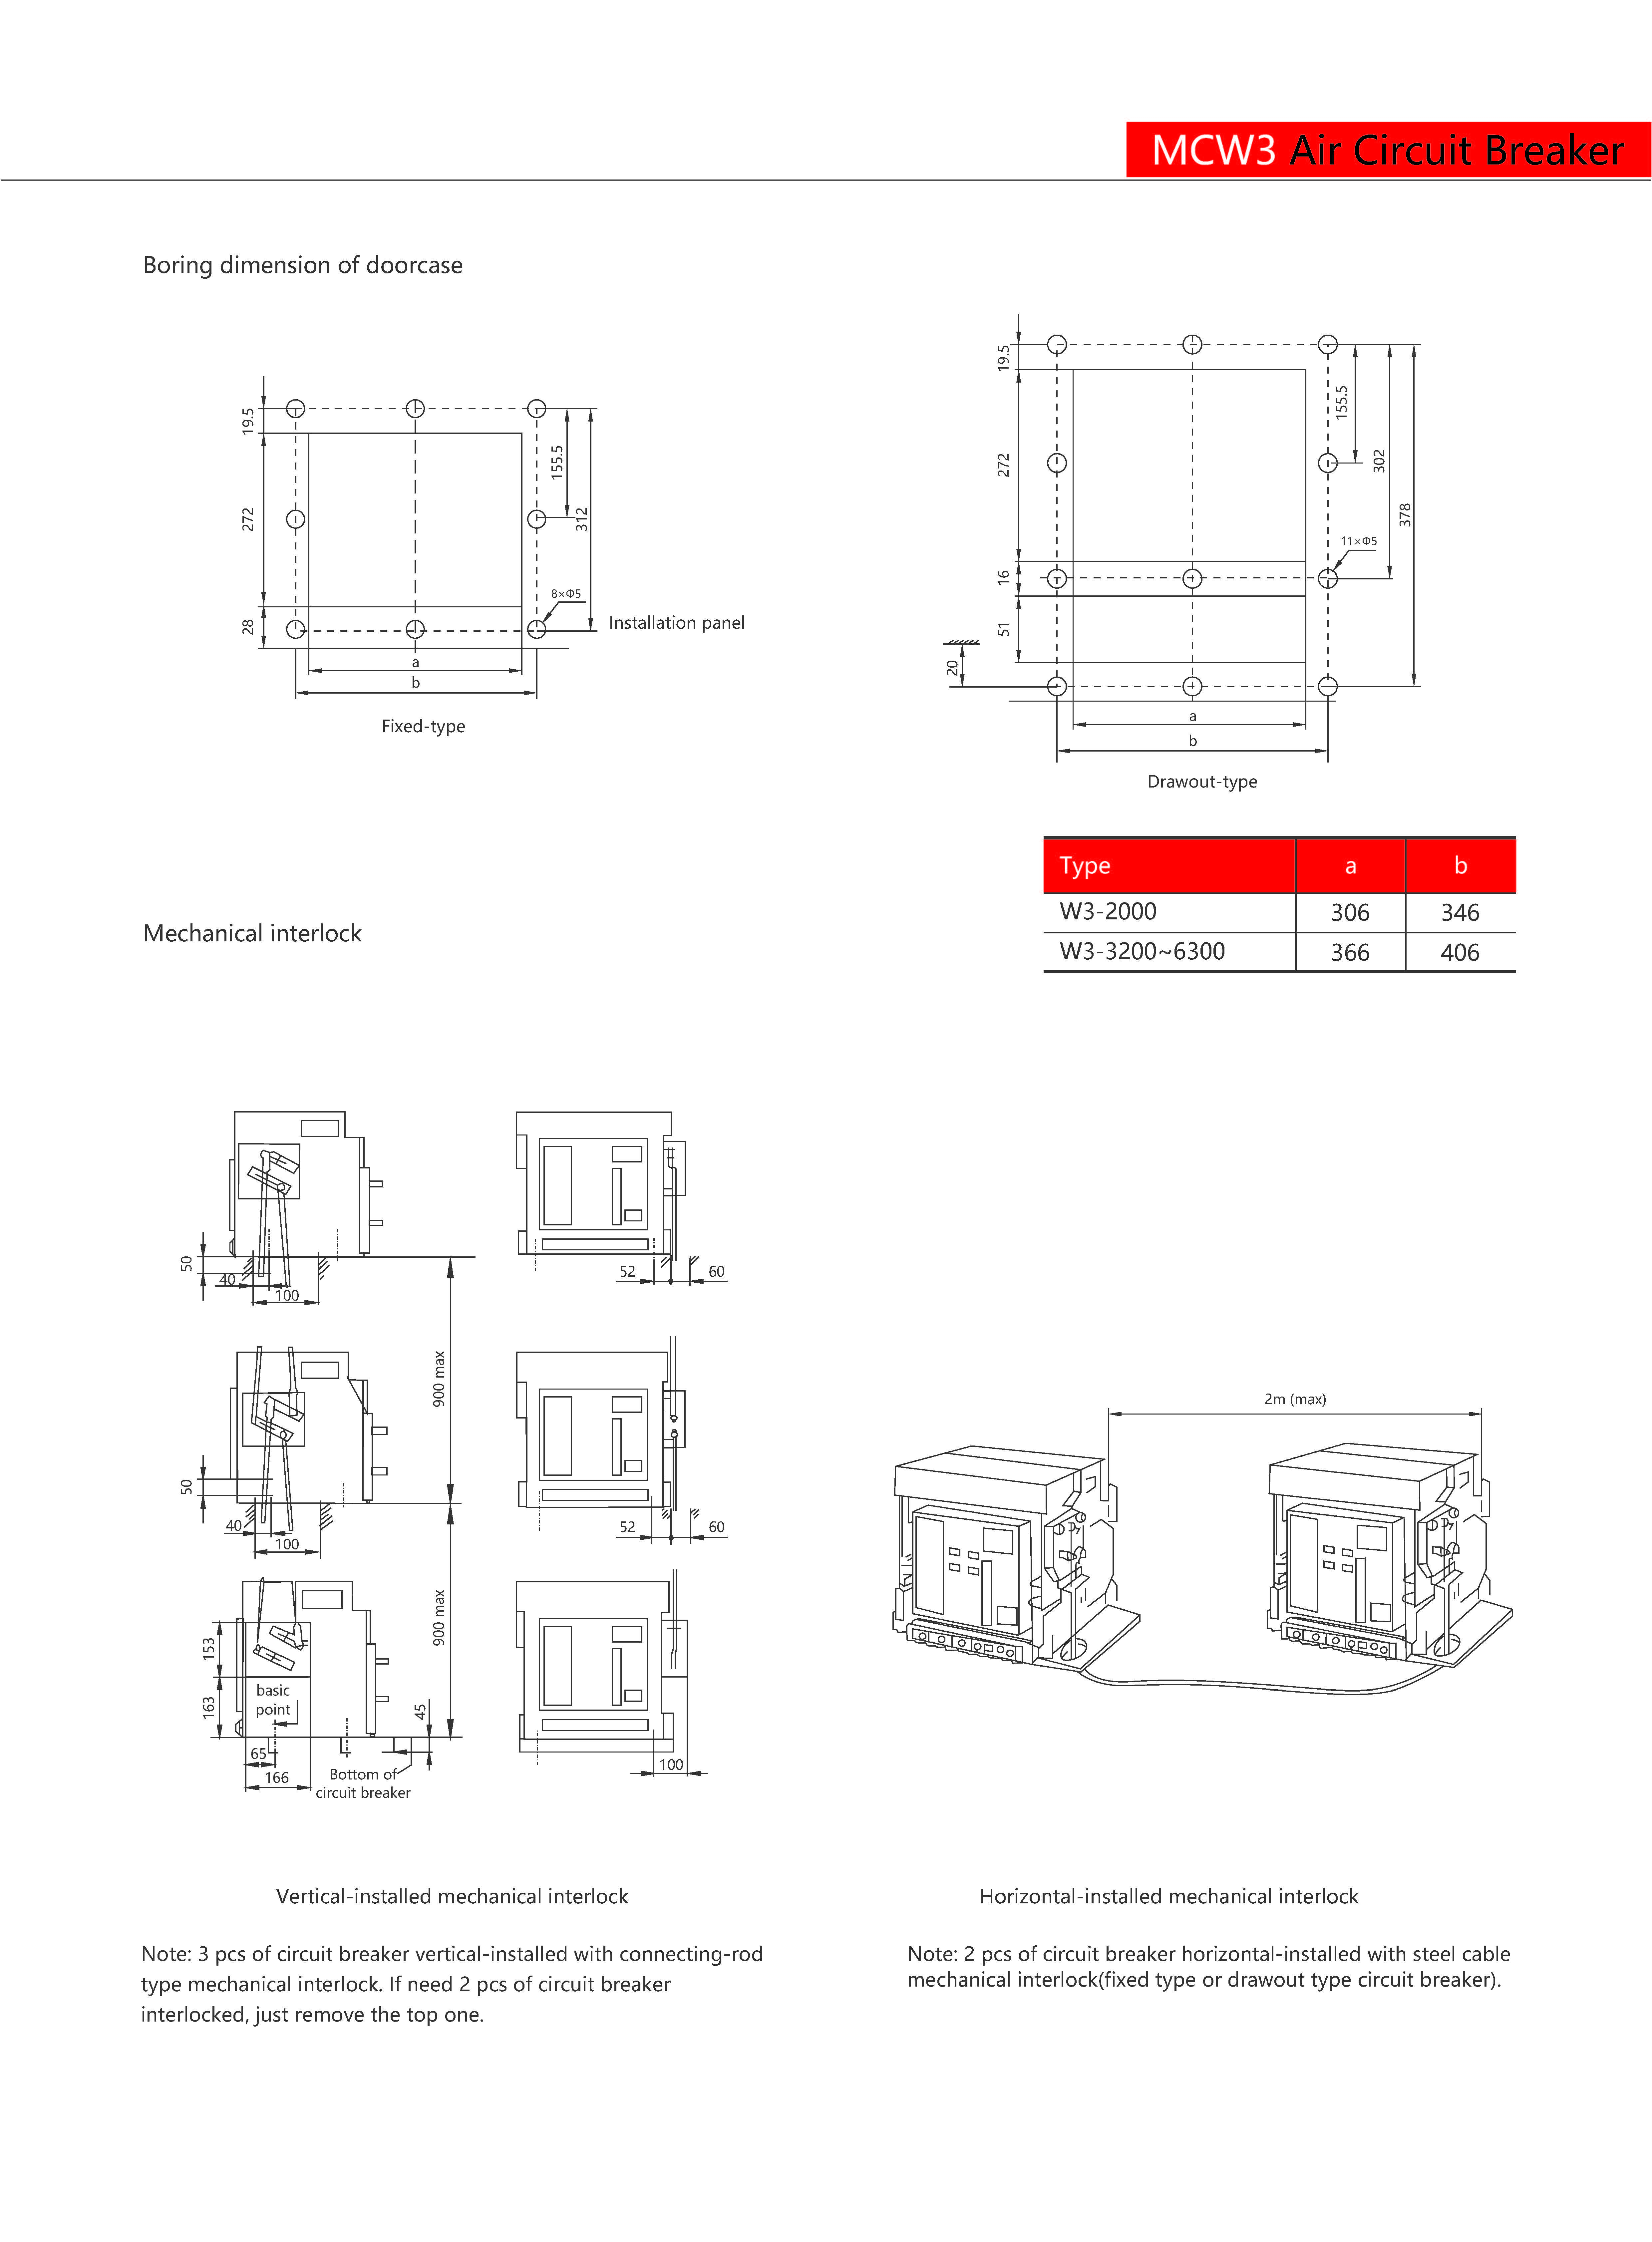 MCW3 Air Circuit Breaker
Boring dimension of doorcase
19.5
272
28
155.5
312
8×Φ5
Installation panel
a
b
Fixed-type
19.5
272
16
51
20
155.5
302
378
11×Φ5
a
b
Drawout-type
Type a b
W3-2000 306 346
W3-3200~6300 366 406
Mechanical interlock
50
40
100
52
60
900 max
50
40
100
52
60
900 max
153
163
basic
point
45
65
166
Bottom of
circuit breaker
100
2m (max)
Vertical-installed mechanical interlock
Note: 3 pcs of circuit breaker vertical-installed with connecting-rod
type mechanical interlock. If need 2 pcs of circuit breaker
interlocked, just remove the top one.
Horizontal-installed mechanical interlock
Note: 2 pcs of circuit breaker horizontal-installed with steel cable
mechanical interlock(fixed type or drawout type circuit breaker).